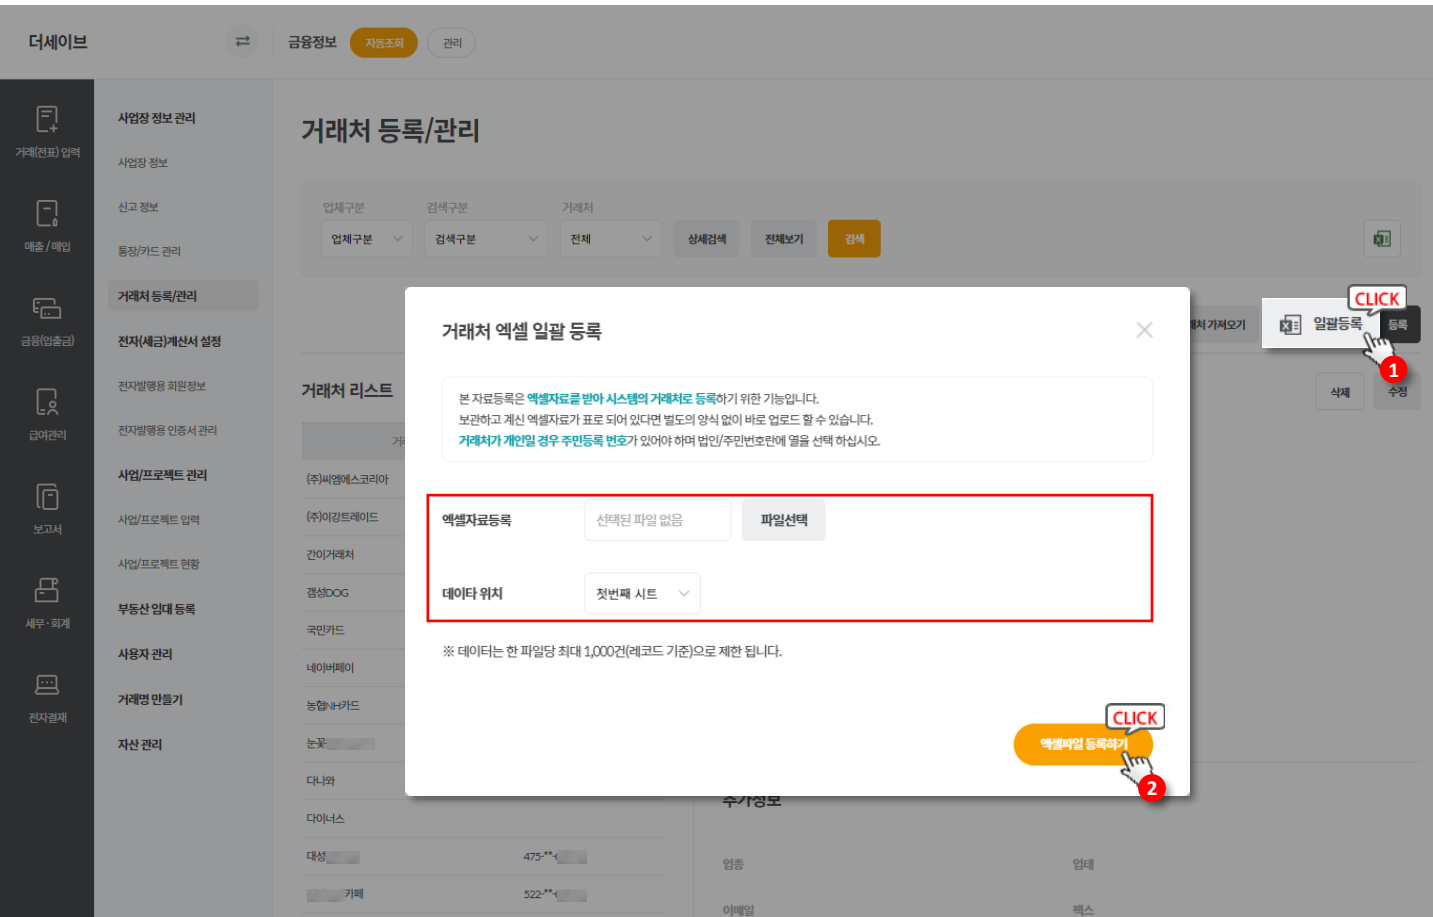 더세이브
금융정보
자동조회
관리
거래(전표) 입력
매출 / 매입
금융(입출금)
급여관리
보고서
세무·회계
전자결재
사업장 정보 관리
사업장 정보
신고 정보
통장/카드 관리
거래처 등록/관리
전자(세금)계산서 설정
전자발행용 회원정보
전자발행용 인증서 관리
사업/프로젝트 관리
사업/프로젝트 입력
사업/프로젝트 현황
부동산 임대 등록
사용자 관리
거래명 만들기
자산 관리
거래처 등록/관리
업체구분 검색구분 거래처
업체구분 검색구분 전체 상세검색 전체보기 검색
가져오기 일괄등록 등록
CLICK
1
거래처 리스트
삭제 수정
(주)씨엠에스코리아
(주)이강트레이드
간이거래처
갬성DOG
국민카드
네이버페이
농협NH카드
눈꽃
다나와
다이너스
대성 475-**-
카페 522-**-
거래처 엑셀 일괄 등록
본 자료등록은 엑셀자료를 받아 시스템의 거래처로 등록하기 위한 기능입니다.
보관하고 계신 엑셀자료가 표로 되어 있다면 별도의 양식 없이 바로 업로드 할 수 있습니다.
거래처가 개인일 경우 주민등록 번호가 있어야 하며 법인/주민번호란에 열을 선택 하십시오.
엑셀자료등록 선택된 파일 없음 파일선택
데이타 위치 첫번째 시트
※ 데이터는 한 파일당 최대 1,000건(레코드 기준)으로 제한 됩니다.
CLICK
엑셀파일 등록하기
2
추가정보
업종 업태
이메일 팩스